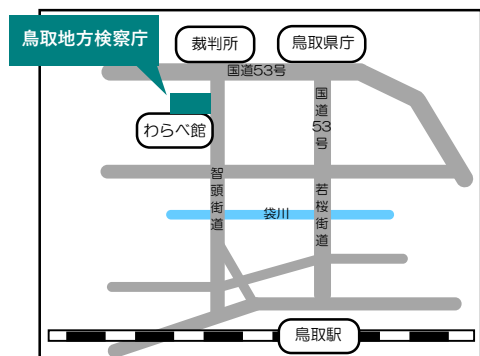 鳥取地方検察庁
裁判所
鳥取県庁
国道53号
国道53号
わらべ館
智頭街道
若桜街道
袋川
鳥取駅